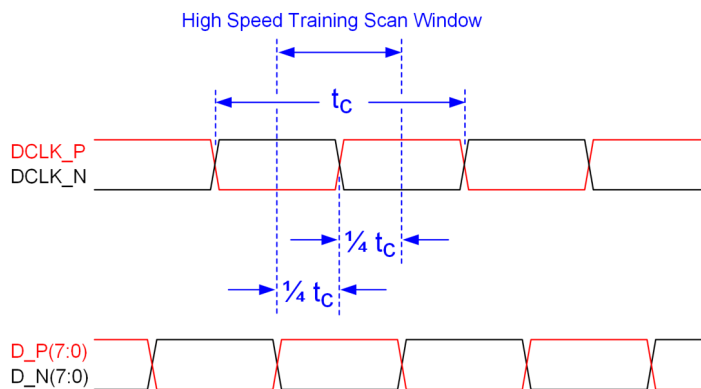 High Speed Training Scan Window
tC
DCLK_P
DCLK_N
¼ tC
¼ tC
D_P(7:0)
D_N(7:0)